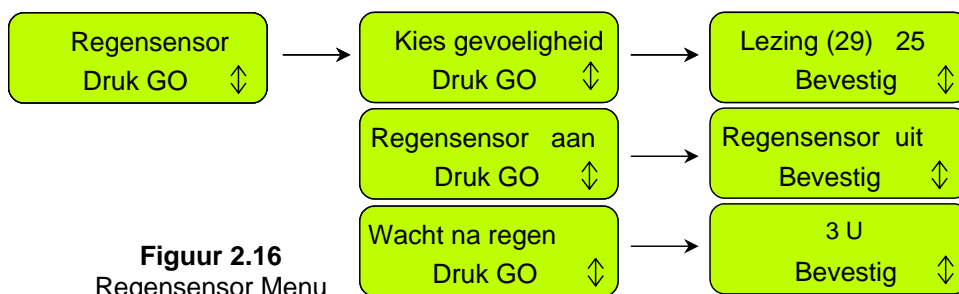 Regensensor
Druk GO
Kies gevoeligheid
Druk GO
Lezing (29) 25
Bevestig
Regensensor aan
Druk GO
Regensensor uit
Bevestig
Wacht na regen
Druk GO
3 U
Bevestig
Figuur 2.16
Regensensor Menu